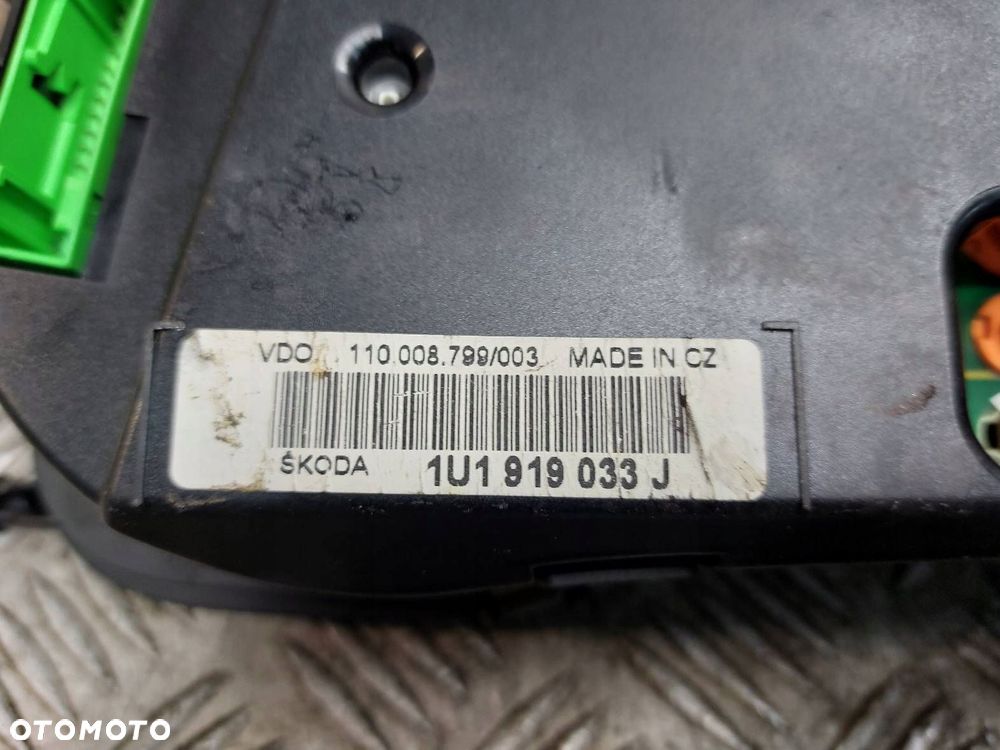 VDO 110.008.799/003 MADE IN CZ
ŠKODA 1U1 919 033 J
OTOMOTO